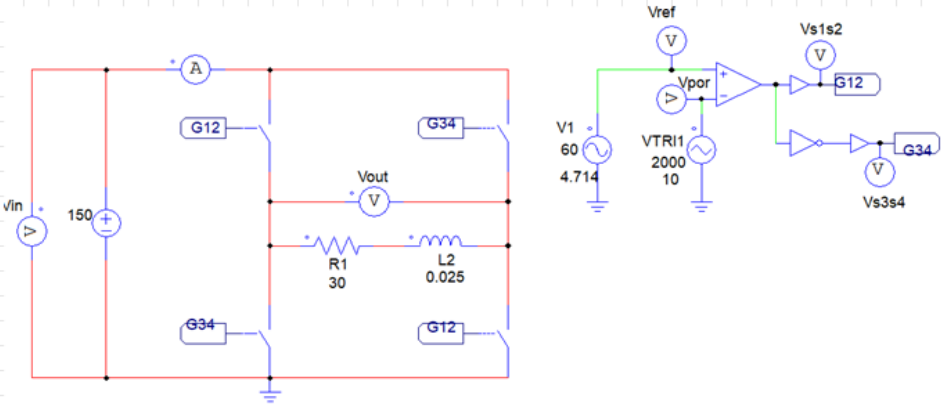 Vref
Vs1s2
A
V
V
G12
Vpor
+
-
G12
G34
V
V1
60
4.714
VTRI1
2000
10
G34
V
Vs3s4
Vin
V
150
+
-
Vout
V
R1
30
L2
0.025
G34
G12